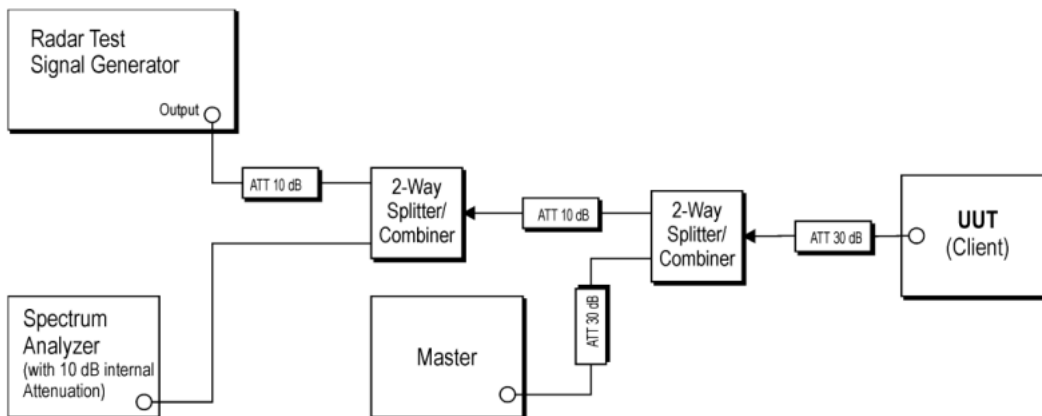 Radar Test
Signal Generator
Output
ATT 10 dB
2-Way
Splitter/
Combiner
ATT 10 dB
2-Way
Splitter/
Combiner
ATT 30 dB
UUT
(Client)
Spectrum
Analyzer
(with 10 dB internal
Attenuation)
Master
ATT 30 dB